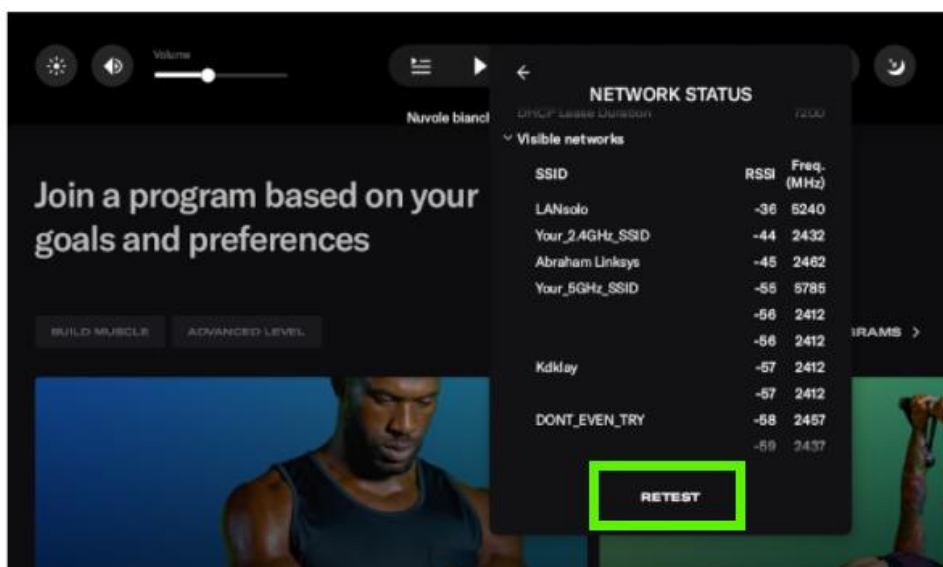 Volume
Nuvole biancl
NETWORK STATUS
DHCP Lease Duration 7200
Visible networks
SSID RSSI Freq. (MHz)
LANsolo -36 5240
Your_2.4GHz_SSID -44 2432
Abraham Linksys -45 2462
Your_5GHz_SSID -55 5785
-56 2412
-56 2412
Kdklay -57 2412
-57 2412
DONT_EVEN_TRY -58 2457
-59 2437
RETEST
Join a program based on your
goals and preferences
BUILD MUSCLE ADVANCED LEVEL
RAMS >